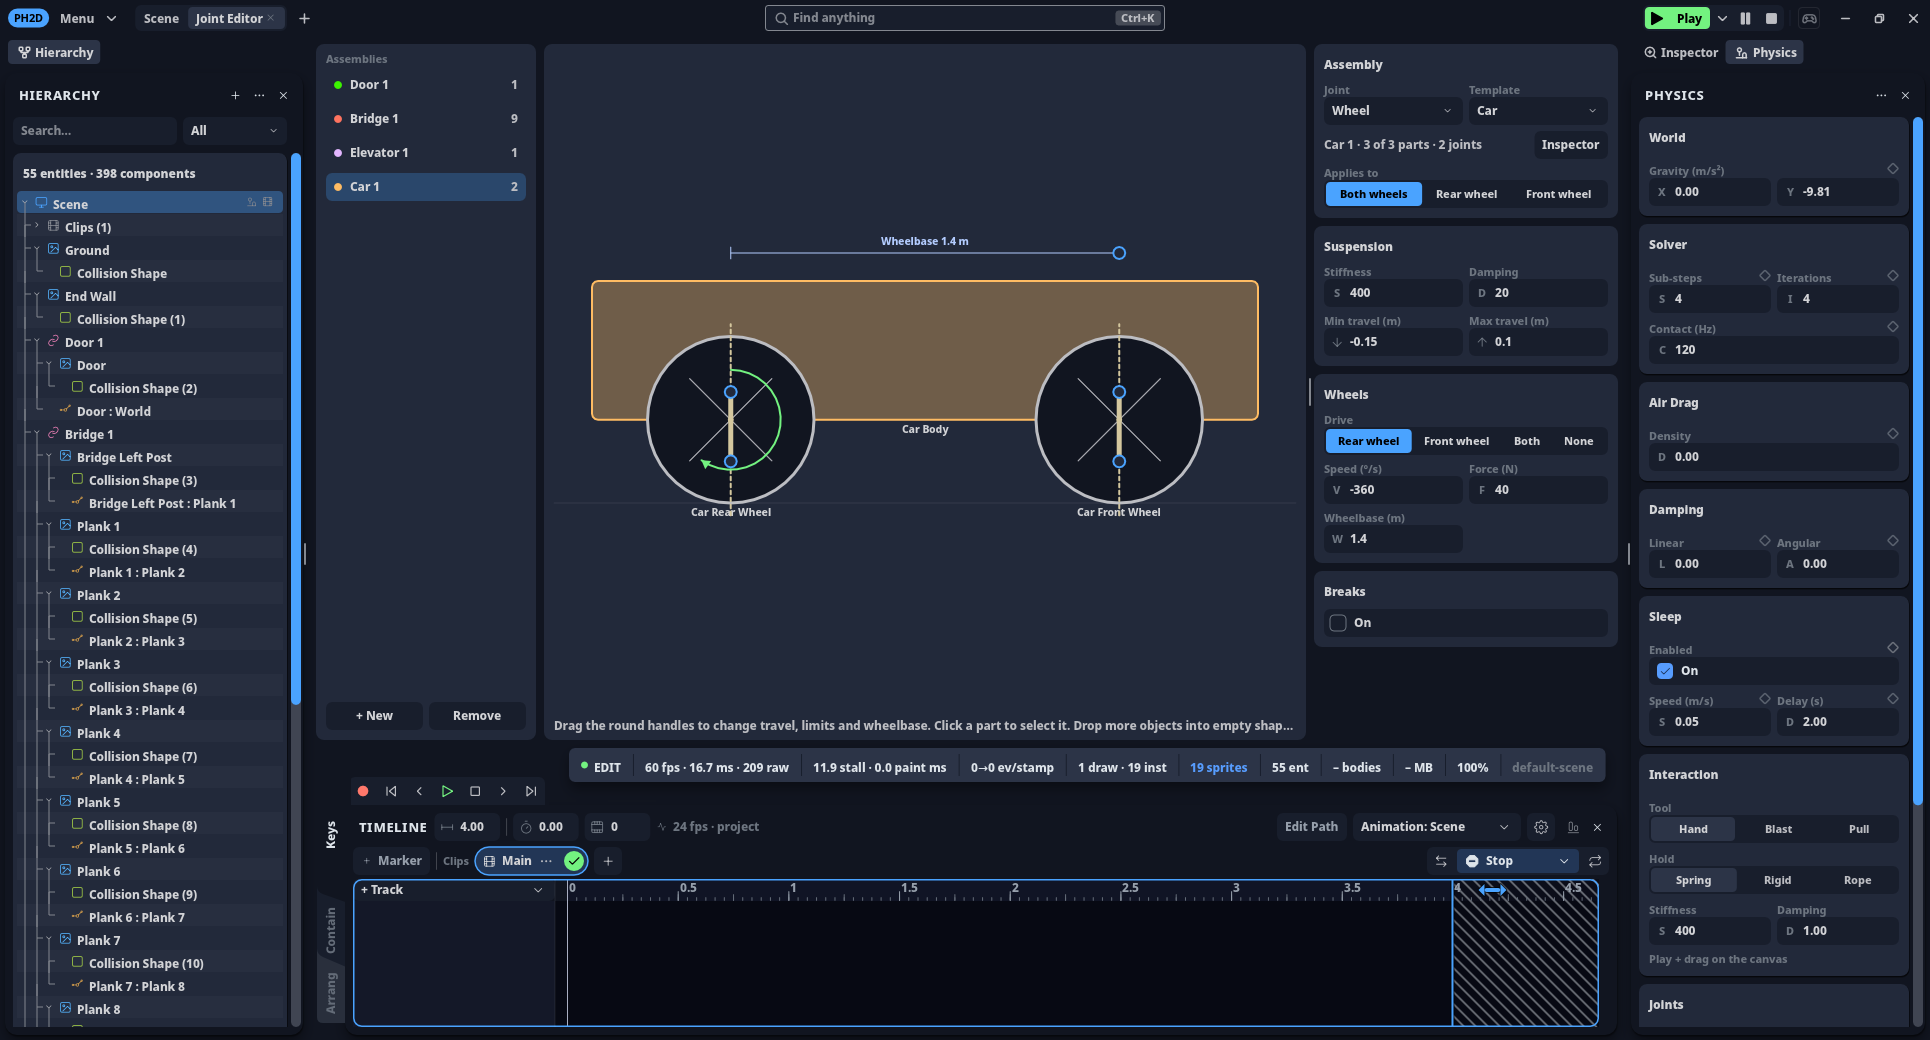 PH2D Menu Scene Joint Editor × + Find anything Ctrl+K Play
Hierarchy
Inspector Physics
HIERARCHY
Search... All
55 entities · 398 components
Scene
Clips (1)
Ground
Collision Shape
End Wall
Collision Shape (1)
Door 1
Door
Collision Shape (2)
Door : World
Bridge 1
Bridge Left Post
Collision Shape (3)
Bridge Left Post : Plank 1
Plank 1
Collision Shape (4)
Plank 1 : Plank 2
Plank 2
Collision Shape (5)
Plank 2 : Plank 3
Plank 3
Collision Shape (6)
Plank 3 : Plank 4
Plank 4
Collision Shape (7)
Plank 4 : Plank 5
Plank 5
Collision Shape (8)
Plank 5 : Plank 6
Plank 6
Collision Shape (9)
Plank 6 : Plank 7
Plank 7
Collision Shape (10)
Plank 7 : Plank 8
Plank 8
Assemblies
Door 1 1
Bridge 1 9
Elevator 1 1
Car 1 2
+ New Remove
Wheelbase 1.4 m
Car Body
Car Rear Wheel Car Front Wheel
Drag the round handles to change travel, limits and wheelbase. Click a part to select it. Drop more objects into empty shap...
Assembly
Joint Template
Wheel Car
Car 1 · 3 of 3 parts · 2 joints Inspector
Applies to
Both wheels Rear wheel Front wheel
Suspension
Stiffness Damping
S 400 D 20
Min travel (m) Max travel (m)
↓ -0.15 ↑ 0.1
Wheels
Drive
Rear wheel Front wheel Both None
Speed (°/s) Force (N)
V -360 F 40
Wheelbase (m)
W 1.4
Breaks
On
EDIT 60 fps · 16.7 ms · 209 raw 11.9 stall · 0.0 paint ms 0→0 ev/stamp 1 draw · 19 inst 19 sprites 55 ent – bodies – MB 100% default-scene
Keys
Contain
Arrang
TIMELINE 4.00 0.00 0 24 fps · project Edit Path Animation: Scene
+ Marker Clips Main ··· + Stop
+ Track 0 0.5 1 1.5 2 2.5 3 3.5 4 4.5
PHYSICS
World
Gravity (m/s²)
X 0.00 Y -9.81
Solver
Sub-steps Iterations
S 4 I 4
Contact (Hz)
C 120
Air Drag
Density
D 0.00
Damping
Linear Angular
L 0.00 A 0.00
Sleep
Enabled
On
Speed (m/s) Delay (s)
S 0.05 D 2.00
Interaction
Tool
Hand Blast Pull
Hold
Spring Rigid Rope
Stiffness Damping
S 400 D 1.00
Play + drag on the canvas
Joints